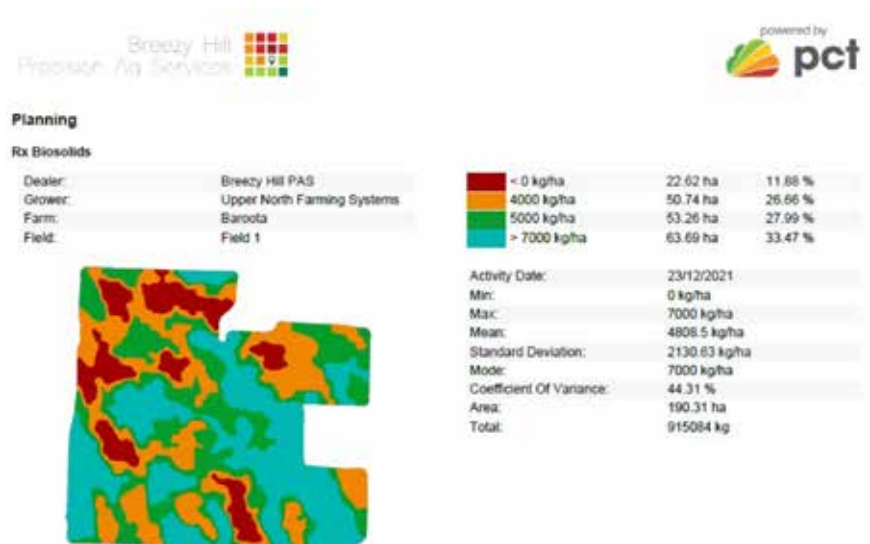 Breezy Hill
Precision Ag Services
powered by
pct
Planning
Rx Biosolids
Dealer: Breezy Hill PAS
Grower: Upper North Farming Systems
Farm: Baroota
Field: Field 1
< 0 kg/ha 22.62 ha 11.88 %
4000 kg/ha 50.74 ha 26.66 %
5000 kg/ha 53.26 ha 27.99 %
> 7000 kg/ha 63.69 ha 33.47 %
Activity Date: 23/12/2021
Min: 0 kg/ha
Max: 7000 kg/ha
Mean: 4808.5 kg/ha
Standard Deviation: 2130.63 kg/ha
Mode: 7000 kg/ha
Coefficient Of Variance: 44.31 %
Area: 190.31 ha
Total: 915084 kg